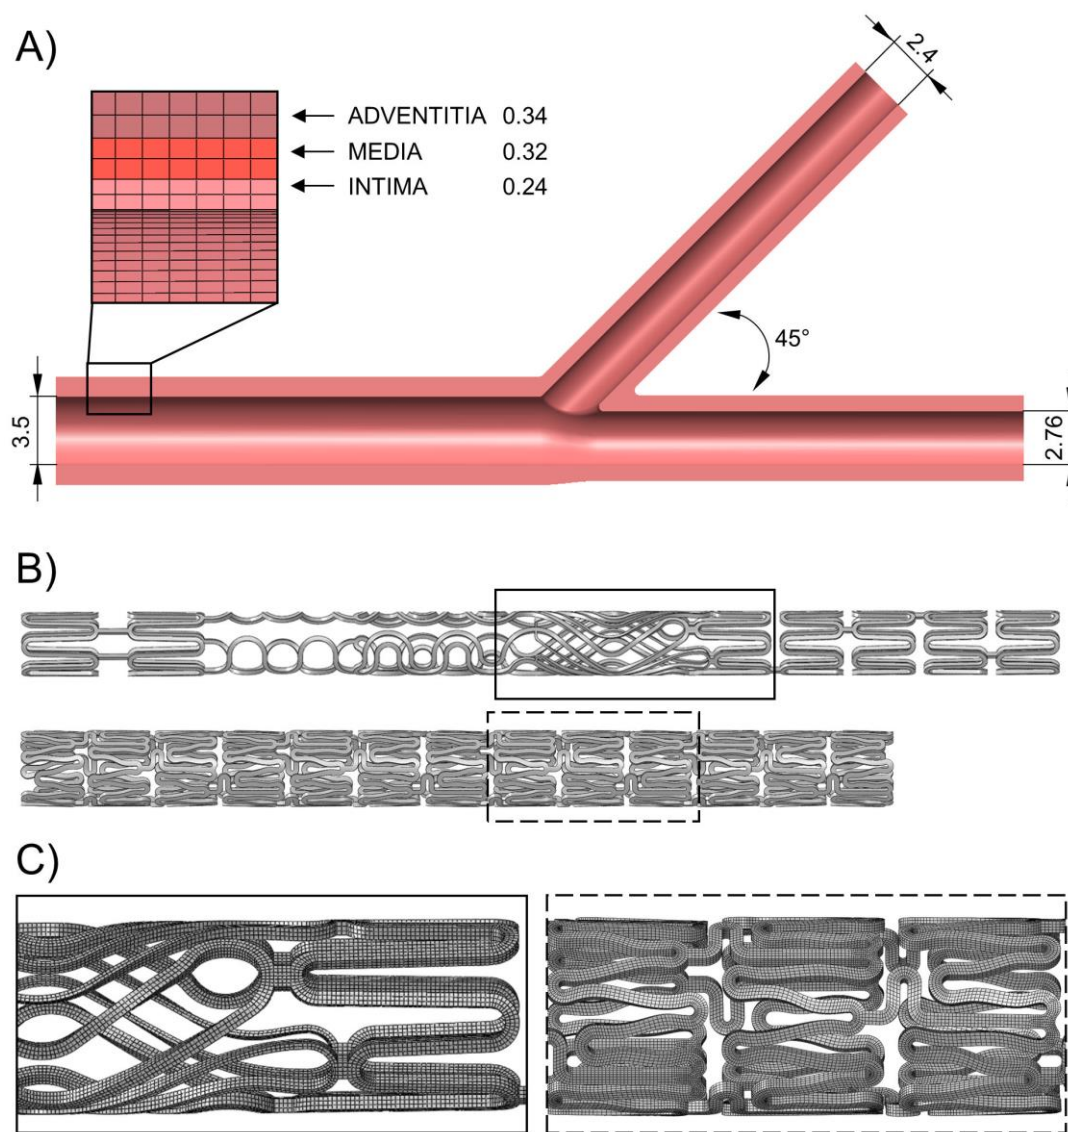 A)
2.4
ADVENTITIA 0.34
MEDIA 0.32
INTIMA 0.24
45°
3.5
2.76
B)
C)